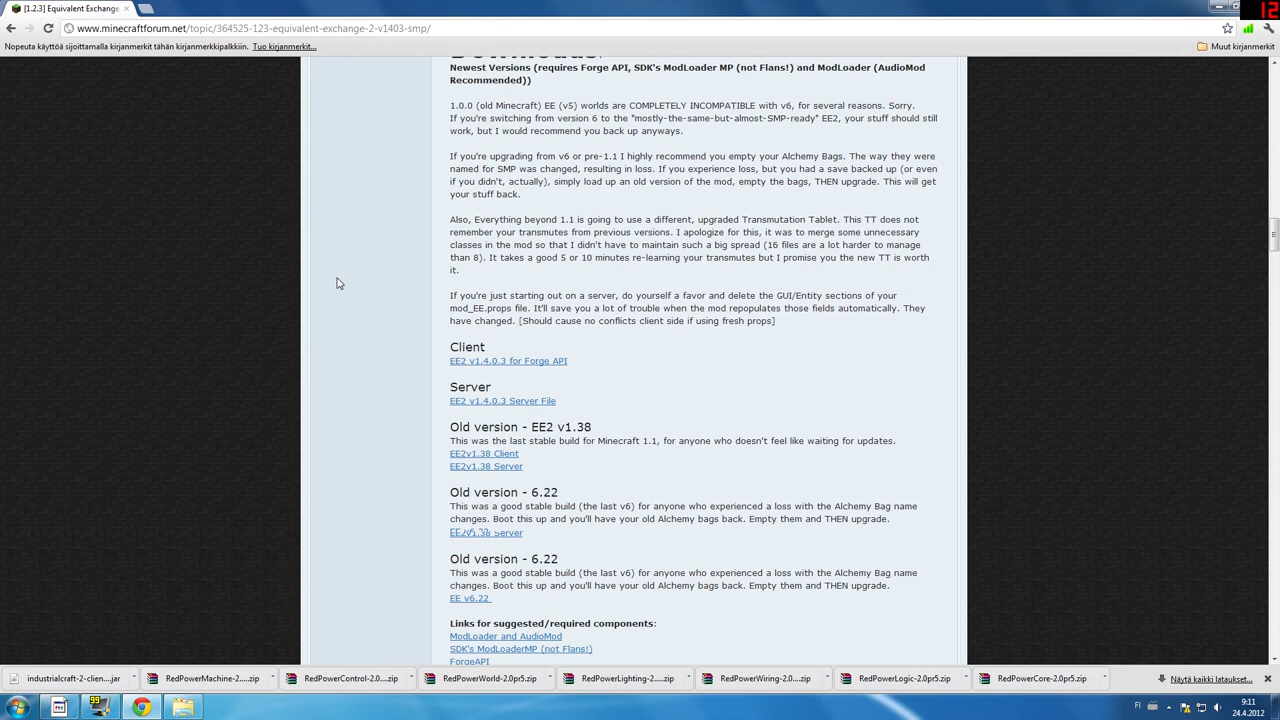 [1.2.3] Equivalent Exchange
12
www.minecraftforum.net/topic/364525-123-equivalent-exchange-2-v1403-smp/
Nopeuta käyttöä sijoittamalla kirjanmerkit tähän kirjanmerkkipalkkiin. Tuo kirjanmerkit...
Muut kirjanmerkit
Newest Versions (requires Forge API, SDK's ModLoader MP (not Flans!) and ModLoader (AudioMod
Recommended))
1.0.0 (old Minecraft) EE (v5) worlds are COMPLETELY INCOMPATIBLE with v6, for several reasons. Sorry.
If you're switching from version 6 to the "mostly-the-same-but-almost-SMP-ready" EE2, your stuff should still
work, but I would recommend you back up anyways.
If you're upgrading from v6 or pre-1.1 I highly recommend you empty your Alchemy Bags. The way they were
named for SMP was changed, resulting in loss. If you experience loss, but you had a save backed up (or even
if you didn't, actually), simply load up an old version of the mod, empty the bags, THEN upgrade. This will get
your stuff back.
Also, Everything beyond 1.1 is going to use a different, upgraded Transmutation Tablet. This TT does not
remember your transmutes from previous versions. I apologize for this, it was to merge some unnecessary
classes in the mod so that I didn't have to maintain such a big spread (16 files are a lot harder to manage
than 8). It takes a good 5 or 10 minutes re-learning your transmutes but I promise you the new TT is worth
it.
If you're just starting out on a server, do yourself a favor and delete the GUI/Entity sections of your
mod_EE.props file. It'll save you a lot of trouble when the mod repopulates those fields automatically. They
have changed. [Should cause no conflicts client side if using fresh props]
Client
EE2 v1.4.0.3 for Forge API
Server
EE2 v1.4.0.3 Server File
Old version - EE2 v1.38
This was the last stable build for Minecraft 1.1, for anyone who doesn't feel like waiting for updates.
EE2v1.38 Client
EE2v1.38 Server
Old version - 6.22
This was a good stable build (the last v6) for anyone who experienced a loss with the Alchemy Bag name
changes. Boot this up and you'll have your old Alchemy bags back. Empty them and THEN upgrade.
EE2v1.38 Server
Old version - 6.22
This was a good stable build (the last v6) for anyone who experienced a loss with the Alchemy Bag name
changes. Boot this up and you'll have your old Alchemy bags back. Empty them and THEN upgrade.
EE v6.22
Links for suggested/required components:
ModLoader and AudioMod
SDK's ModLoaderMP (not Flans!)
ForgeAPI
industrialcraft-2-clien....jar
RedPowerMachine-2.....zip
RedPowerControl-2.0....zip
RedPowerWorld-2.0pr5.zip
RedPowerLighting-2....zip
RedPowerWiring-2.0....zip
RedPowerLogic-2.0pr5.zip
RedPowerCore-2.0pr5.zip
Näytä kaikki lataukset...
99
FI
9:11
24.4.2012